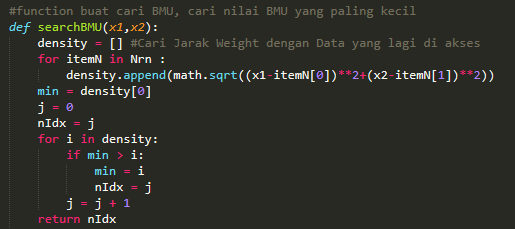 #function buat cari BMU, cari nilai BMU yang paling kecil
def searchBMU(x1,x2):
    density = [] #Cari Jarak Weight dengan Data yang lagi di akses
    for itemN in Nrn :
        density.append(math.sqrt((x1-itemN[0])**2+(x2-itemN[1])**2))
    min = density[0]
    j = 0
    nIdx = j
    for i in density:
        if min > i:
            min = i
            nIdx = j
        j = j + 1
    return nIdx